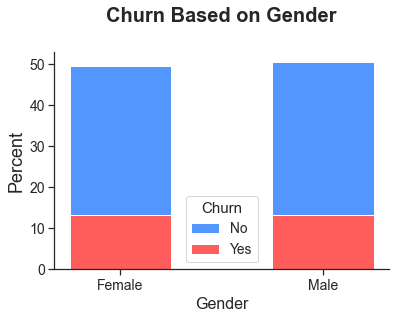 Churn Based on Gender
Percent
50
40
30
20
10
0
Churn
No
Yes
Female
Male
Gender